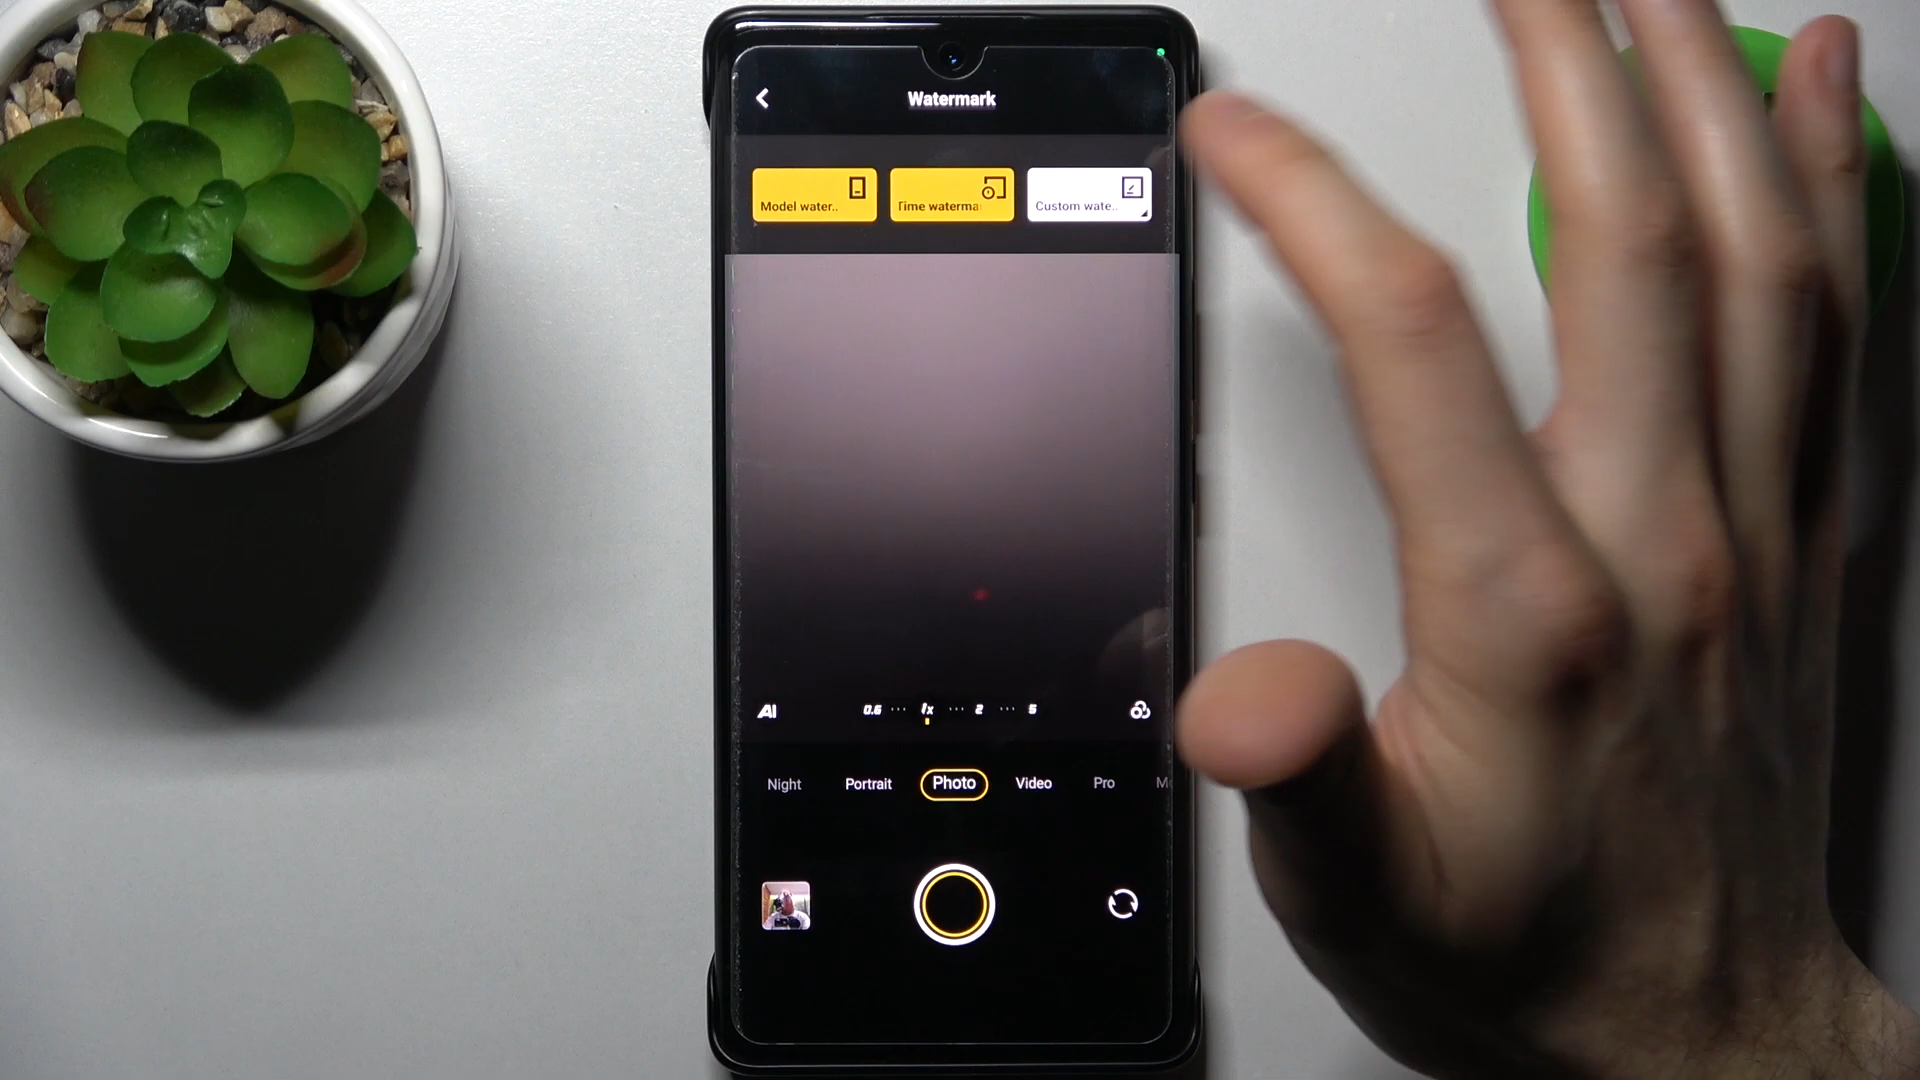 Watermark
Model water..
Time waterma
Custom wate..
AI
0.6 ··· 1x ··· 2 ··· 5
Night Portrait Photo Video Pro